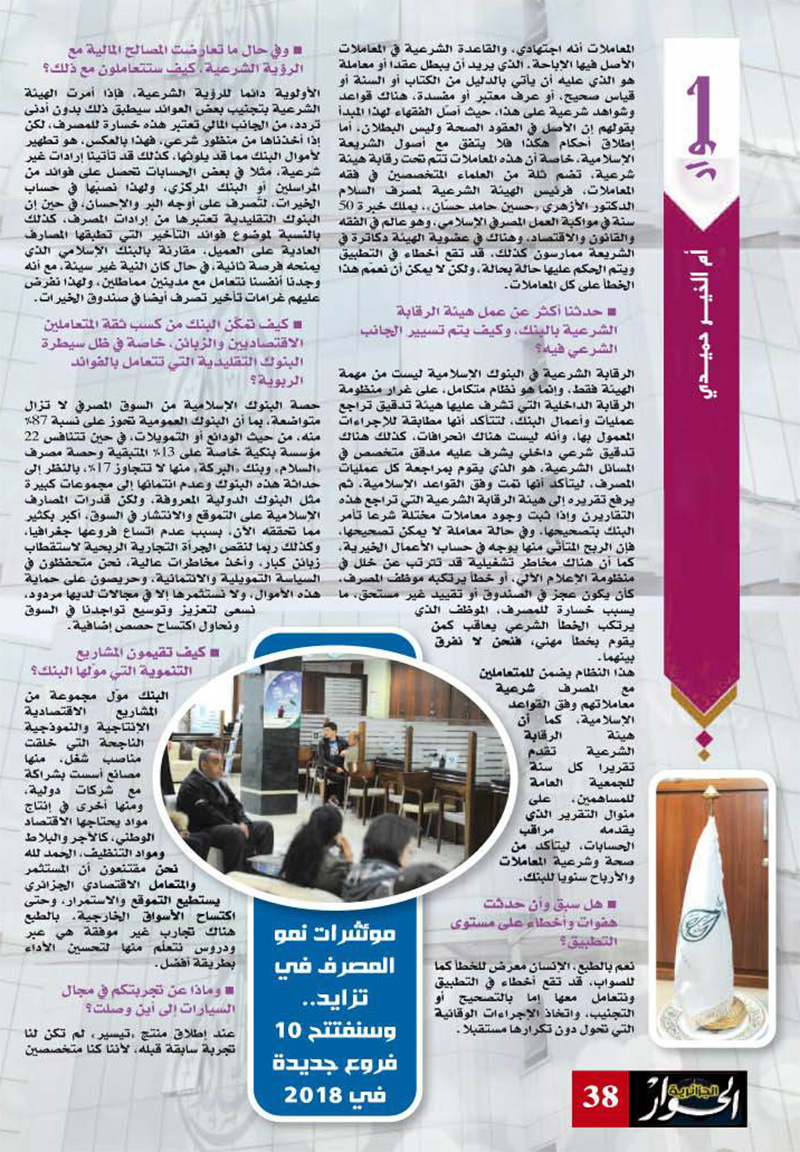 حوار
أم الخير حميدي
المعاملات أنه اجتهادي، والقاعدة الشرعية في المعاملات
الأصل فيها الإباحة. الذي يريد أن يبطل عقدا أو معاملة
هو الذي عليه أن يأتي بالدليل من الكتاب أو السنة أو
قياس صحيح، أو عرف معتبر أو مفسدة، هناك قواعد
وشواهد شرعية على هذا، حيث أصل الفقهاء لهذا المبدأ
بقولهم إن الأصل في العقود الصحة وليس البطلان، أما
إطلاق أحكام هكذا فلا يتفق مع أصول الشريعة
الإسلامية، خاصة أن هذه المعاملات تتم تحت رقابة هيئة
شرعية، تضم ثلة من العلماء المتخصصين في فقه
المعاملات، فرئيس الهيئة الشرعية لمصرف السلام
الدكتور الأزهري «حسين حامد حسان»، يملك خبرة 50
سنة في مواكبة العمل المصرفي الإسلامي، وهو عالم في الفقه
والقانون والاقتصاد، وهناك في عضوية الهيئة دكاترة في
الشريعة ممارسون كذلك، قد تقع أخطاء في التطبيق
ويتم الحكم عليها حالة بحالة، ولكن لا يمكن أن نعمم هذا
الخطأ على كل المعاملات.
■ حدثنا أكثر عن عمل هيئة الرقابة
الشرعية بالبنك، وكيف يتم تسيير الجانب
الشرعي فيه؟
الرقابة الشرعية في البنوك الإسلامية ليست من مهمة
الهيئة فقط، وإنما هو نظام متكامل، على غرار منظومة
الرقابة الداخلية التي تشرف عليها هيئة تدقيق تراجع
عمليات وأعمال البنك، لتتأكد أنها مطابقة للإجراءات
المعمول بها، وأنه ليست هناك انحرافات، كذلك هناك
تدقيق شرعي داخلي يشرف عليه مدقق متخصص في
المسائل الشرعية، هو الذي يقوم بمراجعة كل عمليات
المصرف، ليتأكد أنها تمت وفق القواعد الإسلامية، ثم
يرفع تقريره إلى هيئة الرقابة الشرعية التي تراجع هذه
التقاريرن وإذا ثبت وجود معاملات مختلة شرعا تأمر
البنك بتصحيحها، وفي حالة معاملة لا يمكن تصحيحها،
فإن الربح المتأتّي منها يوجه في حساب الأعمال الخيرية،
كما أن هناك مخاطر تشغيلية قد تترتب عن خلل في
منظومة الإعلام الآلي، أو خطأ يرتكبه موظف المصرف،
كأن يكون عجز في الصندوق أو تقييد غير مستحق، ما
يسبب خسارة للمصرف، الموظف الذي
يرتكب الخطأ الشرعي يعاقب كمن
يقوم بخطأ مهني، فنحن لا نفرق
بينهما.
هذا النظام يضمن للمتعاملين
مع المصرف شرعية
معاملاتهم وفق القواعد
الإسلامية، كما أن
هيئة الرقابة
الشرعية تقدم
تقريرا كل سنة
للجمعية العامة
للمساهمين، على
منوال التقرير الذي
يقدمه مراقب
الحسابات، ليتأكد من
صحة وشرعية المعاملات
والأرباح سنويا للبنك.
■ هل سبق وأن حدثت
هفوات وأخطاء على مستوى
التطبيق؟
نعم بالطبع، الإنسان معرض للخطأ كما
للصواب، قد تقع أخطاء في التطبيق
ونتعامل معها إما بالتصحيح أو
التجنيب، واتخاذ الإجراءات الوقائية
التي تحول دون تكرارها مستقبلا.
■ وفي حال ما تعارضت المصالح المالية مع
الرؤية الشرعية، كيف ستتعاملون مع ذلك؟
الأولوية دائما للرؤية الشرعية، فإذا أمرت الهيئة
الشرعية بتجنيب بعض العوائد سيطبق ذلك بدون أدنى
تردد، من الجانب المالي تعتبر هذه خسارة للمصرف، لكن
إذا أخذناها من منظور شرعي، فهذا بالعكس، هو تطهير
لأموال البنك مما قد يلوثها، كذلك قد تأتينا إرادات غير
شرعية، مثلا في بعض الحسابات تحصل على فوائد من
المراسلين أو البنك المركزي، ولهذا نصبها في حساب
الخيرات، لتصرف على أوجه البر والإحسان، في حين إن
البنوك التقليدية تعتبرها من إرادات المصرف، كذلك
بالنسبة لموضوع فوائد التأخير التي تطبقها المصارف
العادية على العميل، مقارنة بالبنك الإسلامي الذي
يمنحه فرصة ثانية، في حال كان النية غير سيئة، مع أنه
وجدنا أنفسنا نتعامل مع مدينين مماطلين، ولهذا نفرض
عليهم غرامات تأخير تصرف أيضا في صندوق الخيرات.
■ كيف تمكّن البنك من كسب ثقة المتعاملين
الاقتصاديين والزبائن، خاصة في ظل سيطرة
البنوك التقليدية التي تتعامل بالفوائد
الربوية؟
حصة البنوك الإسلامية من السوق المصرفي لا تزال
متواضعة، بما أن البنوك العمومية تحوز على نسبة 87%
منه، من حيث الودائع أو التمويلات، في حين تتنافس 22
مؤسسة بنكية خاصة على 13% المتبقية وحصة مصرف
«السلام» وبنك «البركة» منها لا تتجاوز 17%، بالنظر إلى
حداثة هذه البنوك وعدم انتمائها إلى مجموعات كبيرة
مثل البنوك الدولية المعروفة، ولكن قدرات المصارف
الإسلامية على التموقع والانتشار في السوق، أكبر بكثير
مما تحققه الآن، بسبب عدم اتساع فروعها جغرافيا،
وكذلك ربما لنقص الجرأة التجارية الربحية لاستقطاب
زبائن كبار، وأخذ مخاطرات عالية، نحن متحفظون في
السياسة التمويلية والائتمانية، وحريصون على حماية
هذه الأموال، ولا نستثمرها إلا في مجالات لديها مردود،
نسعى لتعزيز وتوسيع تواجدنا في السوق
ونحاول اكتساح حصص إضافية.
■ كيف تقيمون المشاريع
التنموية التي موّلها البنك؟
البنك موّل مجموعة من
المشاريع الاقتصادية
الإنتاجية والنموذجية
الناجحة التي خلقت
مناصب شغل، منها
مصانع أسست بشراكة
مع شركات دولية،
ومنها أخرى في إنتاج
مواد يحتاجها الاقتصاد
الوطني، كالآجر والبلاط
ومواد التنظيف، الحمد لله
نحن مقتنعون أن المستثمر
والمتعامل الاقتصادي الجزائري
يستطيع التموقع والاستمرار، وحتى
اكتساح الأسواق الخارجية. بالطبع
هناك تجارب غير موفقة هي عبر
ودروس نتعلّم منها لتحسين الأداء
بطريقة أفضل.
■ وماذا عن تجربتكم في مجال
السيارات إلى أين وصلت؟
عند إطلاق منتج «تيسير»، لم تكن لنا
تجربة سابقة قبله، لأننا كنا متخصصين
موئشرات نمو
المصرف في
تزايد..
وسنفتتح 10
فروع جديدة
في 2018
الجزائرية
الحوار
38